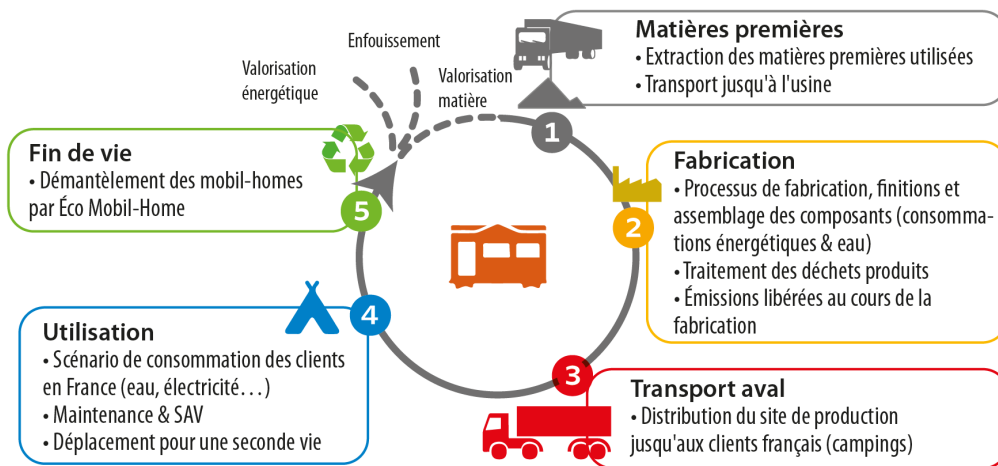 Enfouissement
Valorisation
énergétique
Valorisation
matière
1
Matières premières
• Extraction des matières premières utilisées
• Transport jusqu'à l'usine
2
Fabrication
• Processus de fabrication, finitions et
assemblage des composants (consomma-
tions énergétiques & eau)
• Traitement des déchets produits
• Émissions libérées au cours de la
fabrication
3
Transport aval
• Distribution du site de production
jusqu'aux clients français (campings)
4
Utilisation
• Scénario de consommation des clients
en France (eau, électricité…)
• Maintenance & SAV
• Déplacement pour une seconde vie
5
Fin de vie
• Démantèlement des mobil-homes
par Éco Mobil-Home